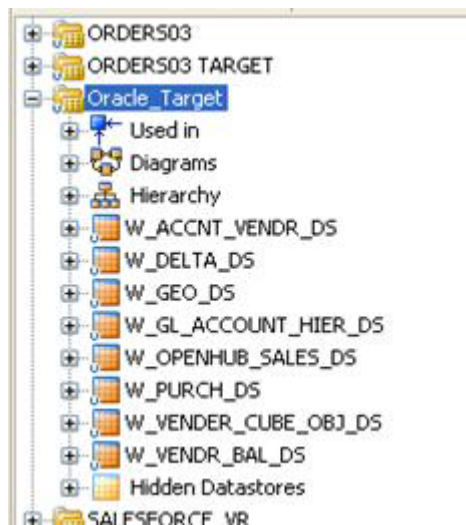 ORDERS03
ORDERS03 TARGET
Oracle_Target
Used in
Diagrams
Hierarchy
W_ACCNT_VENDR_DS
W_DELTA_DS
W_GEO_DS
W_GL_ACCOUNT_HIER_DS
W_OPENHUB_SALES_DS
W_PURCH_DS
W_VENDER_CUBE_OBJ_DS
W_VENDR_BAL_DS
Hidden Datastores
SALESFORCE_VR